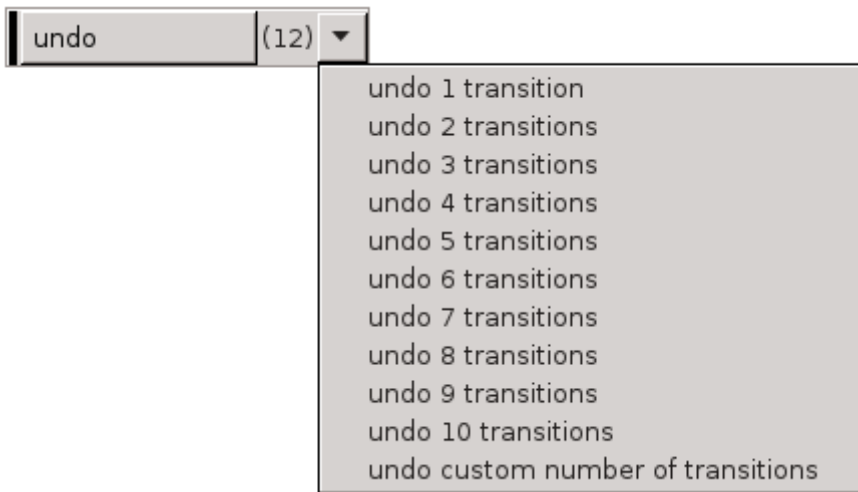 undo (12)
undo 1 transition
undo 2 transitions
undo 3 transitions
undo 4 transitions
undo 5 transitions
undo 6 transitions
undo 7 transitions
undo 8 transitions
undo 9 transitions
undo 10 transitions
undo custom number of transitions